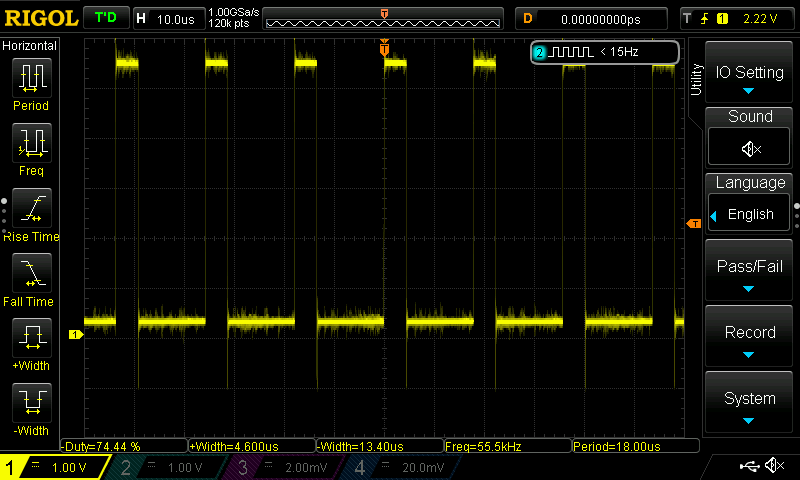 RIGOL T'D H 10.0us 1.00GSa/s 120k pts T D 0.00000000ps T 1 2.22 V
Horizontal
Period
Freq
Rise Time
Fall Time
+Width
-Width
T
2 < 15Hz
T
1
Utility
IO Setting
Sound
Language
English
Pass/Fail
Record
System
-Duty=74.44 % +Width=4.600us -Width=13.40us Freq=55.5kHz Period=18.00us
1 1.00 V 2 1.00 V 3 2.00mV 4 20.0mV